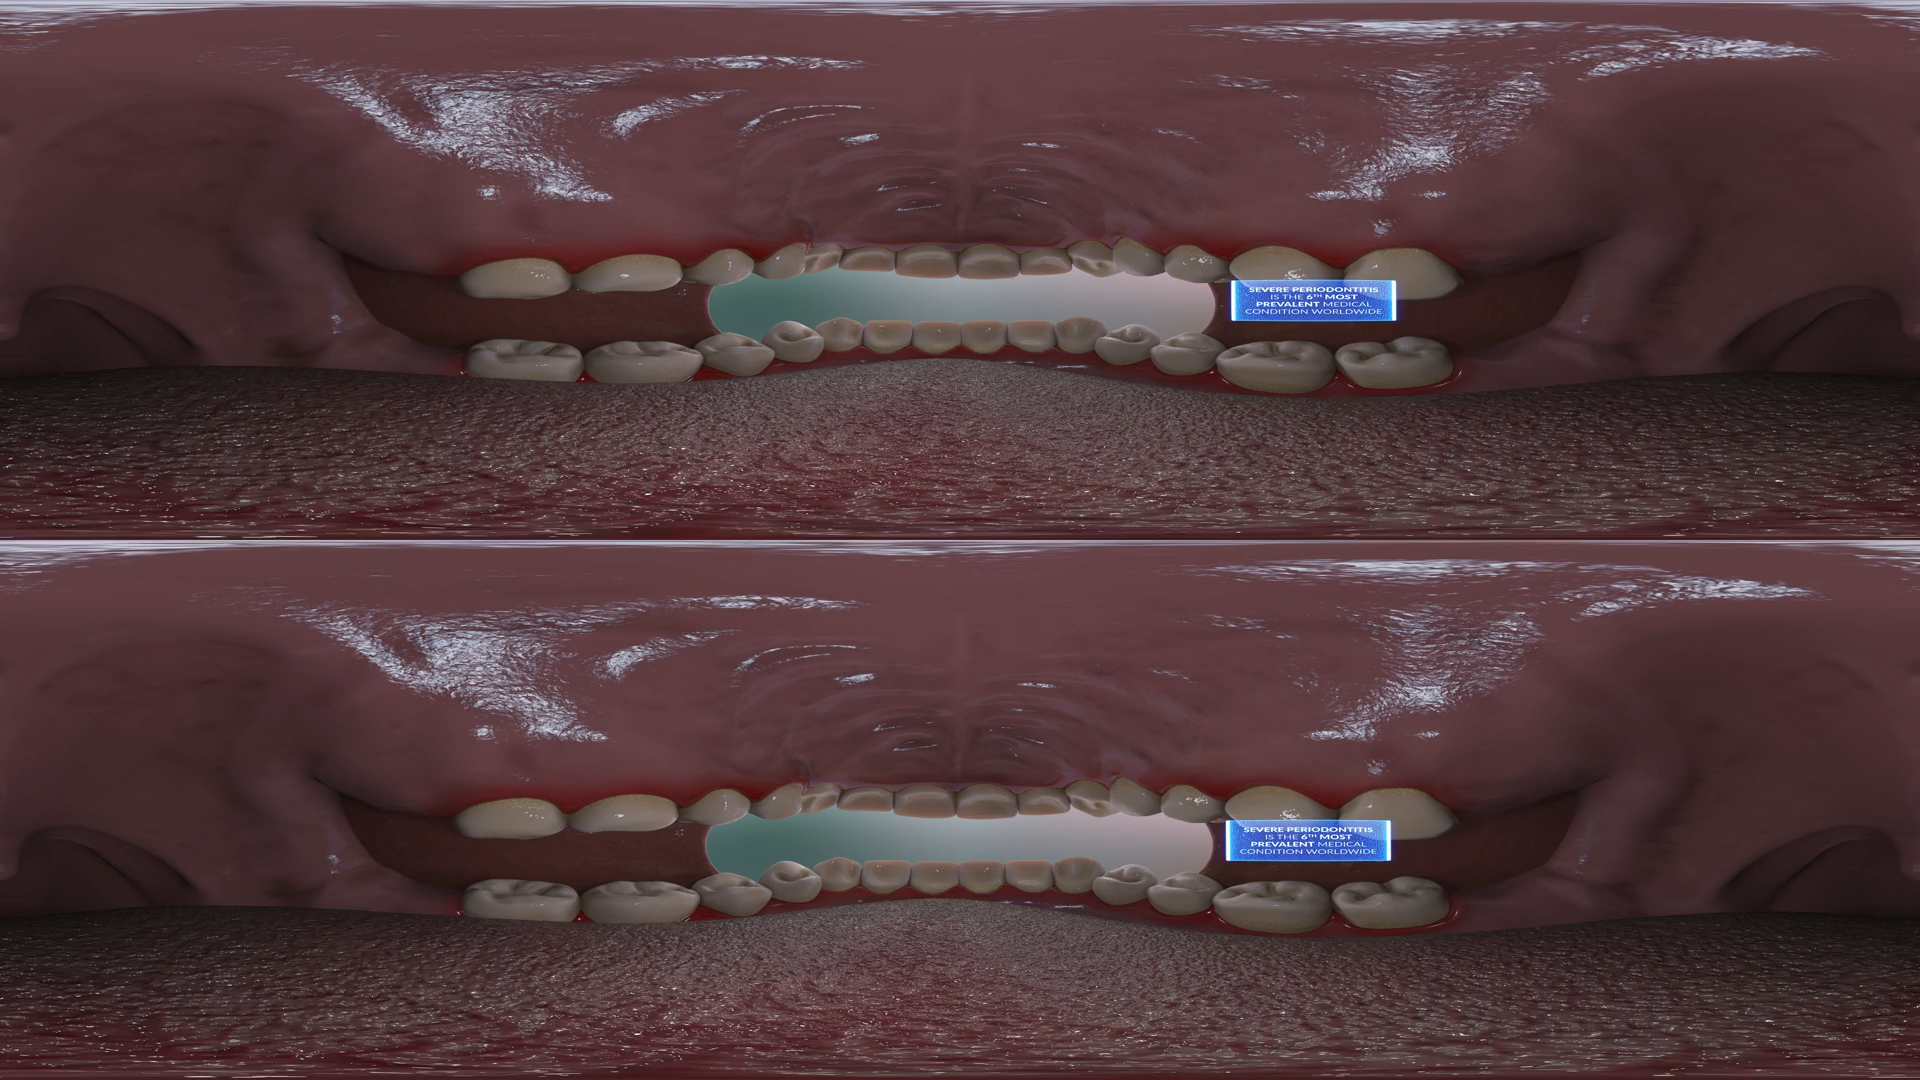 SEVERE PERIODONTITIS
IS THE 6TH MOST
PREVALENT MEDICAL
CONDITION WORLDWIDE
SEVERE PERIODONTITIS
IS THE 6TH MOST
PREVALENT MEDICAL
CONDITION WORLDWIDE